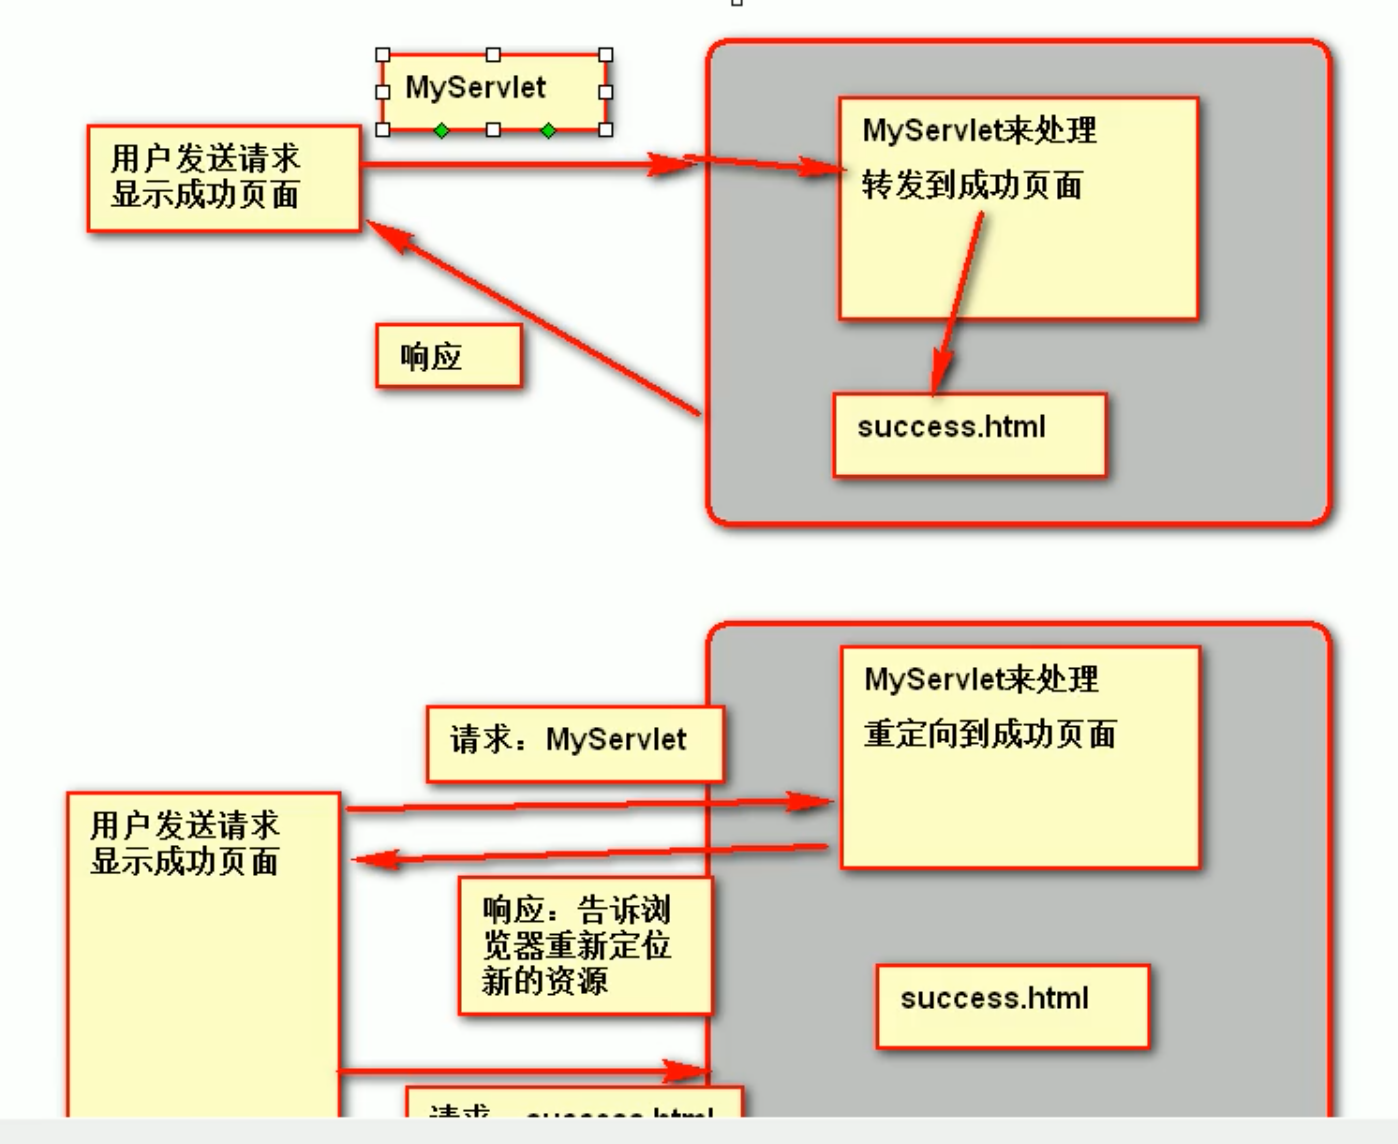 MyServlet
用户发送请求
显示成功页面
MyServlet来处理
转发到成功页面
响应
success.html
MyServlet来处理
重定向到成功页面
请求：MyServlet
用户发送请求
显示成功页面
响应：告诉浏
览器重新定位
新的资源
success.html
请求 success.html